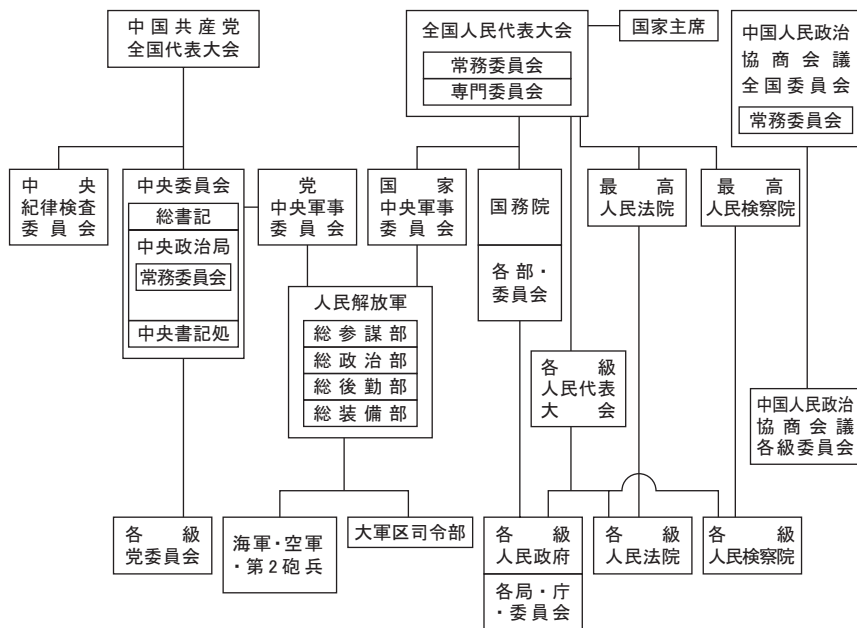 中国共産党
全国代表大会
全国人民代表大会
常務委員会
専門委員会
国家主席
中国人民政治
協商会議
全国委員会
常務委員会
中央
紀律検査
委員会
中央委員会
総書記
中央政治局
常務委員会
中央書記処
党
中央軍事
委員会
国家
中央軍事
委員会
国務院
各部・
委員会
最高
人民法院
最高
人民検察院
人民解放軍
総参謀部
総政治部
総後勤部
総装備部
各級
人民代表
大会
中国人民政治
協商会議
各級委員会
各級
党委員会
海軍・空軍
・第2砲兵
大軍区司令部
各級
人民政府
各局・庁
・委員会
各級
人民法院
各級
人民検察院